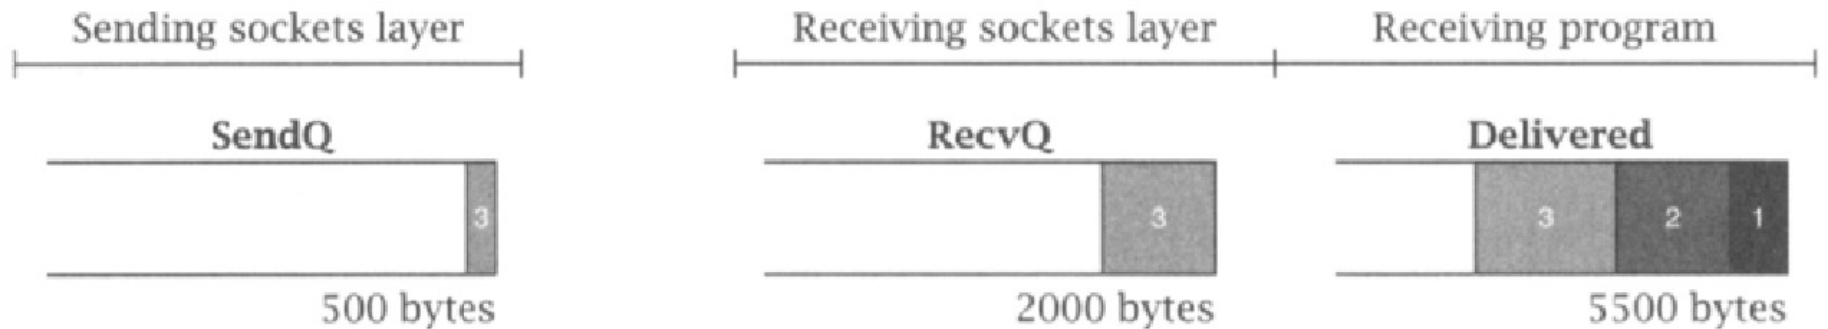 Sending sockets layer
Receiving sockets layer
Receiving program
SendQ
RecvQ
Delivered
3
3
3 2 1
500 bytes
2000 bytes
5500 bytes